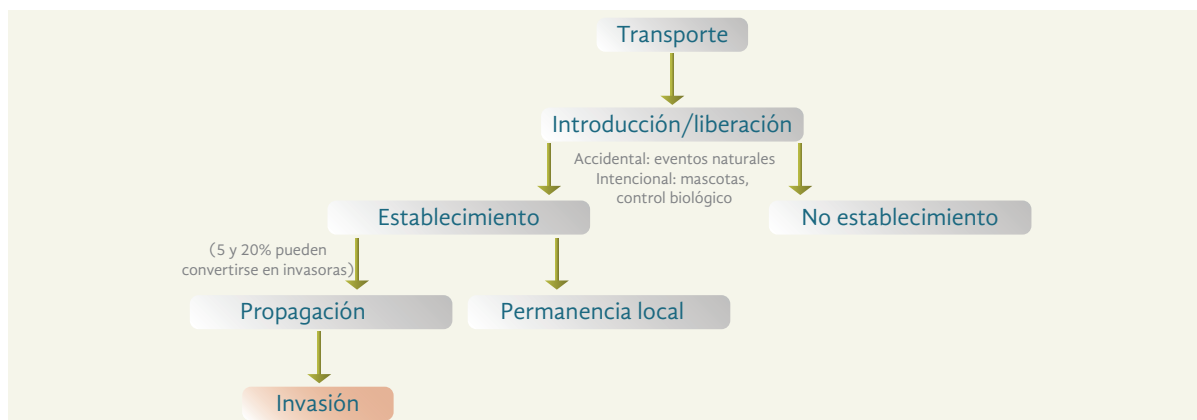 Transporte
Introducción/liberación
Accidental: eventos naturales
Intencional: mascotas,
control biológico
Establecimiento
No establecimiento
(5 y 20% pueden
convertirse en invasoras)
Propagación
Permanencia local
Invasión